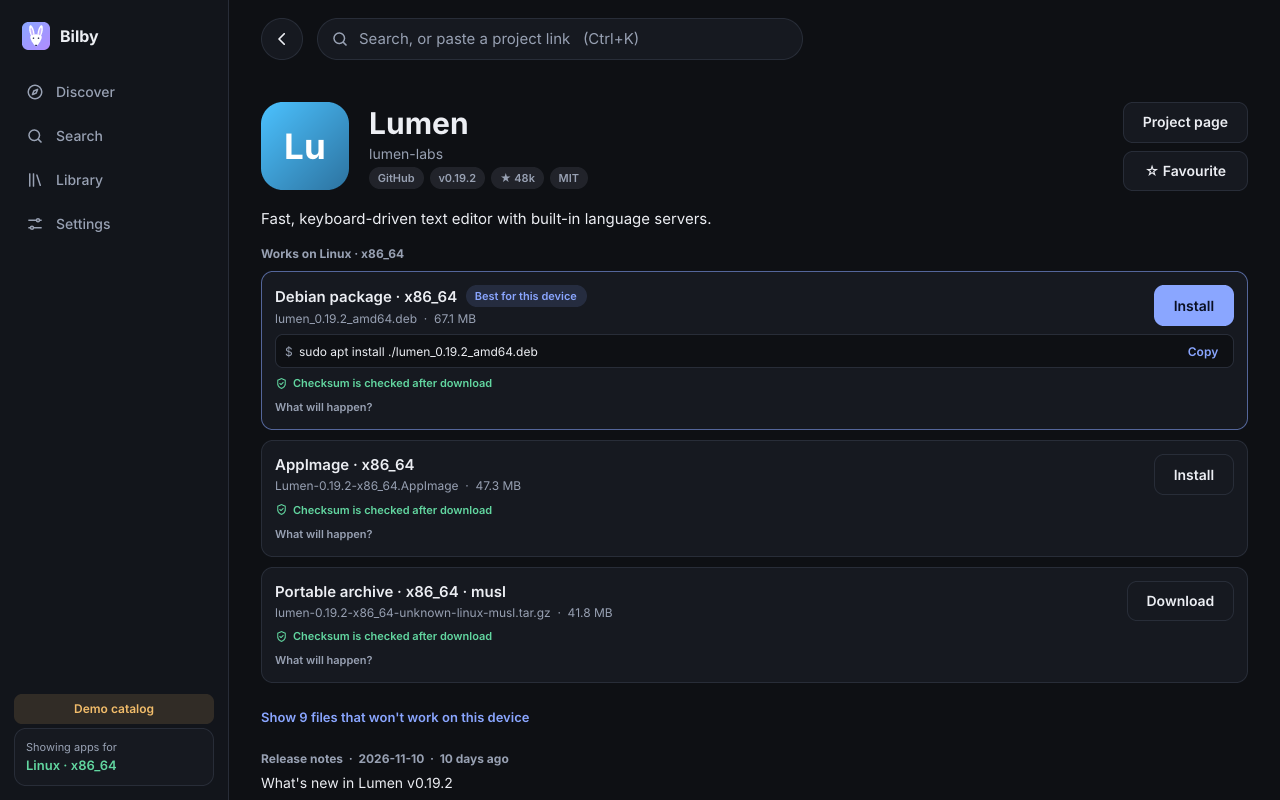 Bilby
Discover
Search
Library
Settings
Demo catalog
Showing apps for
Linux · x86_64
Search, or paste a project link (Ctrl+K)
Lu
Lumen
lumen-labs
GitHub v0.19.2 ★ 48k MIT
Project page
☆ Favourite
Fast, keyboard-driven text editor with built-in language servers.
Works on Linux · x86_64
Debian package · x86_64 Best for this device
lumen_0.19.2_amd64.deb · 67.1 MB
Install
$ sudo apt install ./lumen_0.19.2_amd64.deb Copy
Checksum is checked after download
What will happen?
AppImage · x86_64
Lumen-0.19.2-x86_64.AppImage · 47.3 MB
Install
Checksum is checked after download
What will happen?
Portable archive · x86_64 · musl
lumen-0.19.2-x86_64-unknown-linux-musl.tar.gz · 41.8 MB
Download
Checksum is checked after download
What will happen?
Show 9 files that won't work on this device
Release notes · 2026-11-10 · 10 days ago
What's new in Lumen v0.19.2